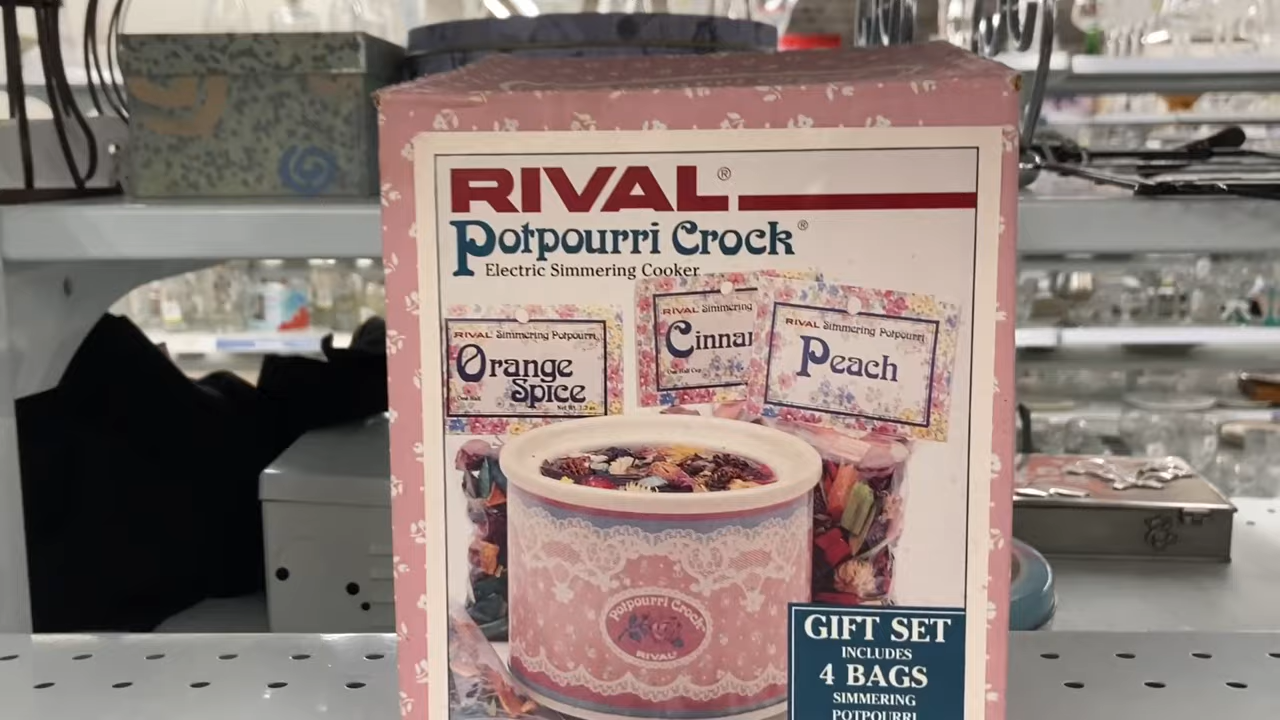 RIVAL®
Potpourri Crock®
Electric Simmering Cooker
RIVAL Simmering Potpourri
Orange
Spice
RIVAL Simmering
Cinna
RIVAL Simmering Potpourri
Peach
Potpourri Crock
RIVAL
GIFT SET
INCLUDES
4 BAGS
SIMMERING
POTPOURRI